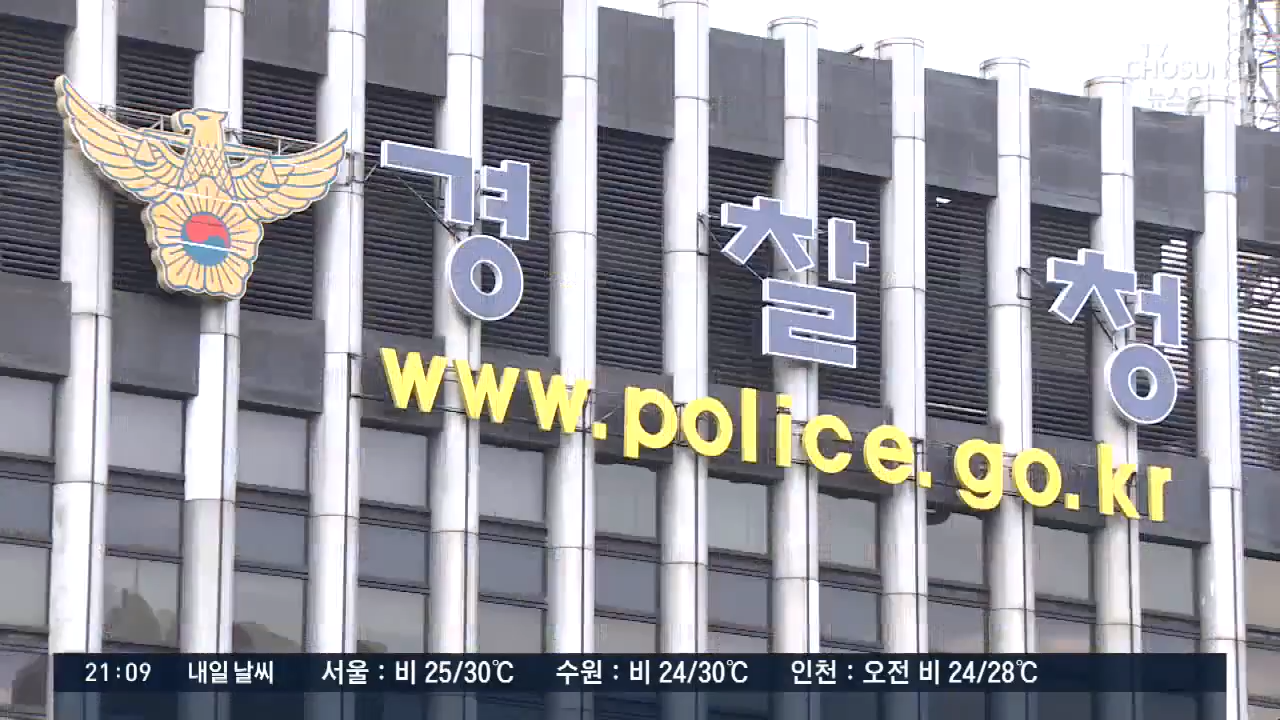 TV
CHOSUN
뉴스9
경찰청
www.police.go.kr
21:09 내일날씨 서울 : 비 25/30℃ 수원 : 비 24/30℃ 인천 : 오전 비 24/28℃